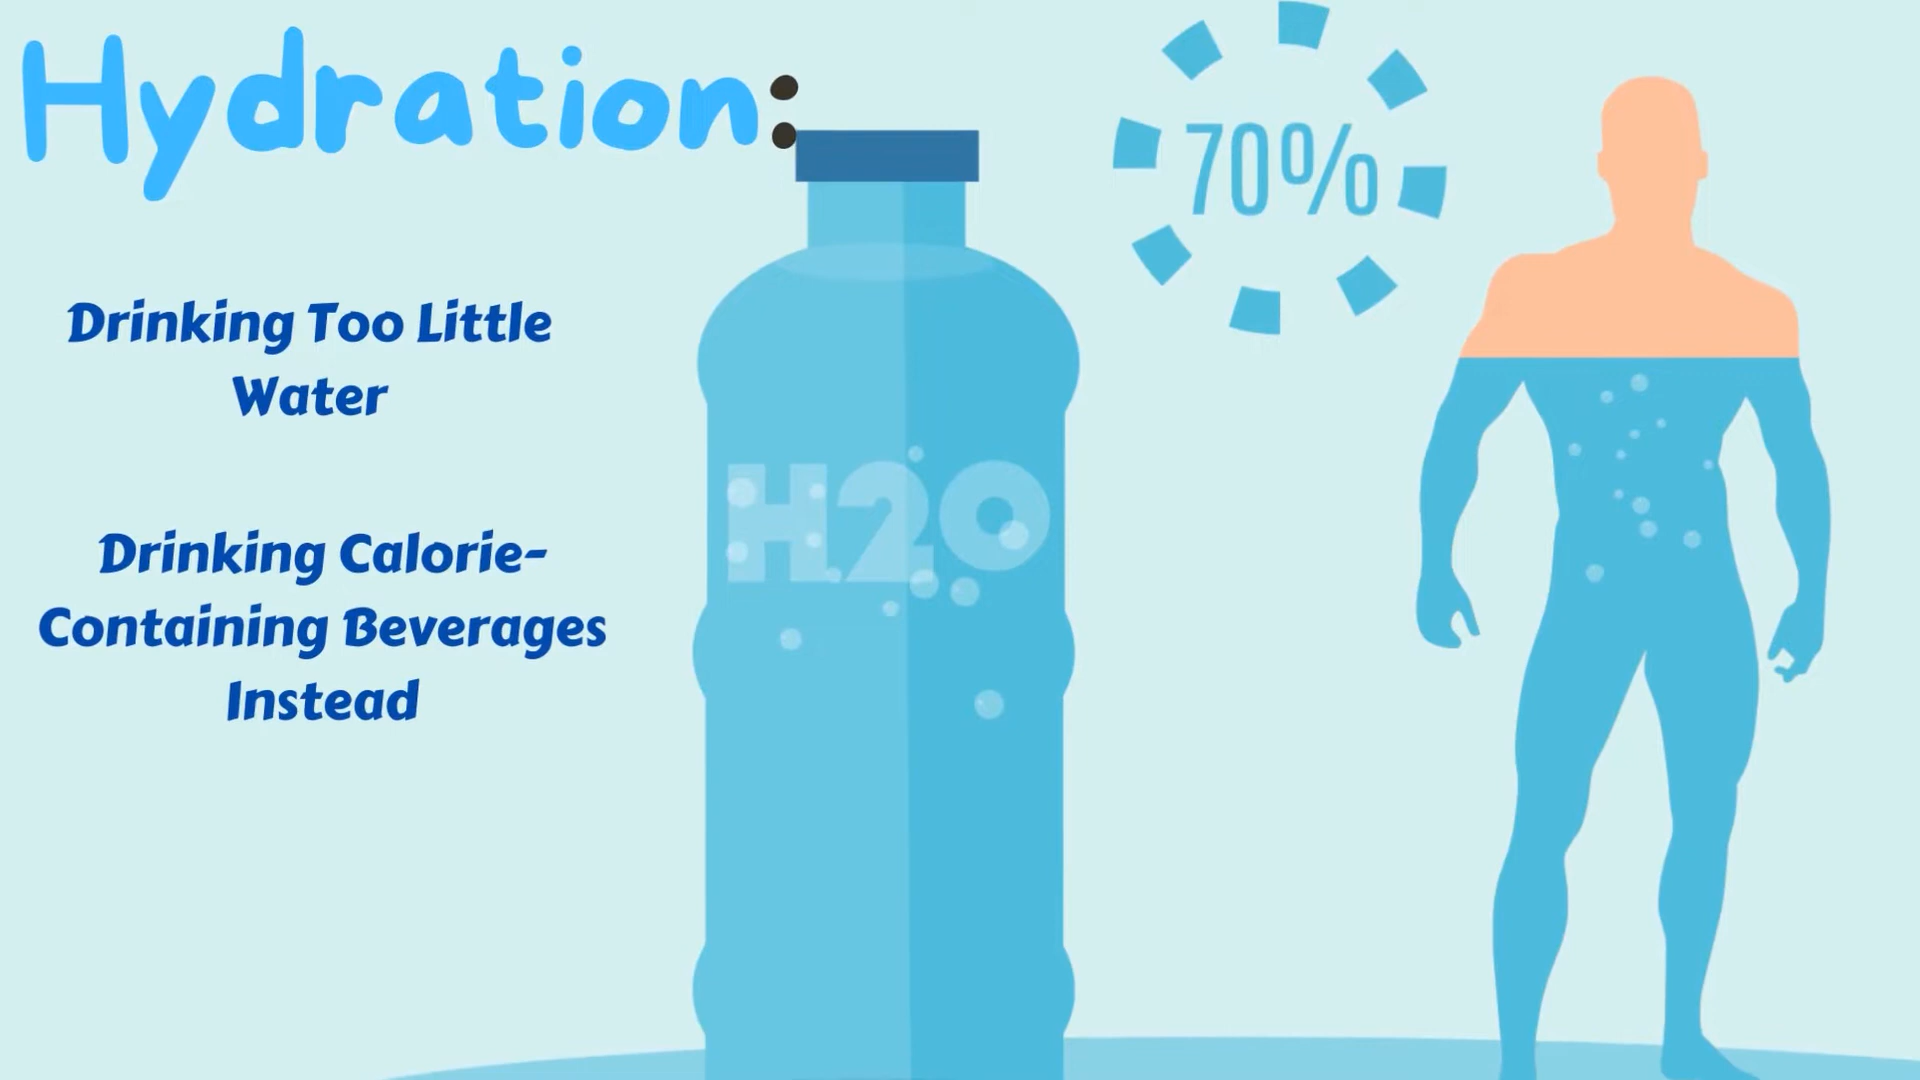 Hydration:
Drinking Too Little
Water
Drinking Calorie-
Containing Beverages
Instead
H2O
70%